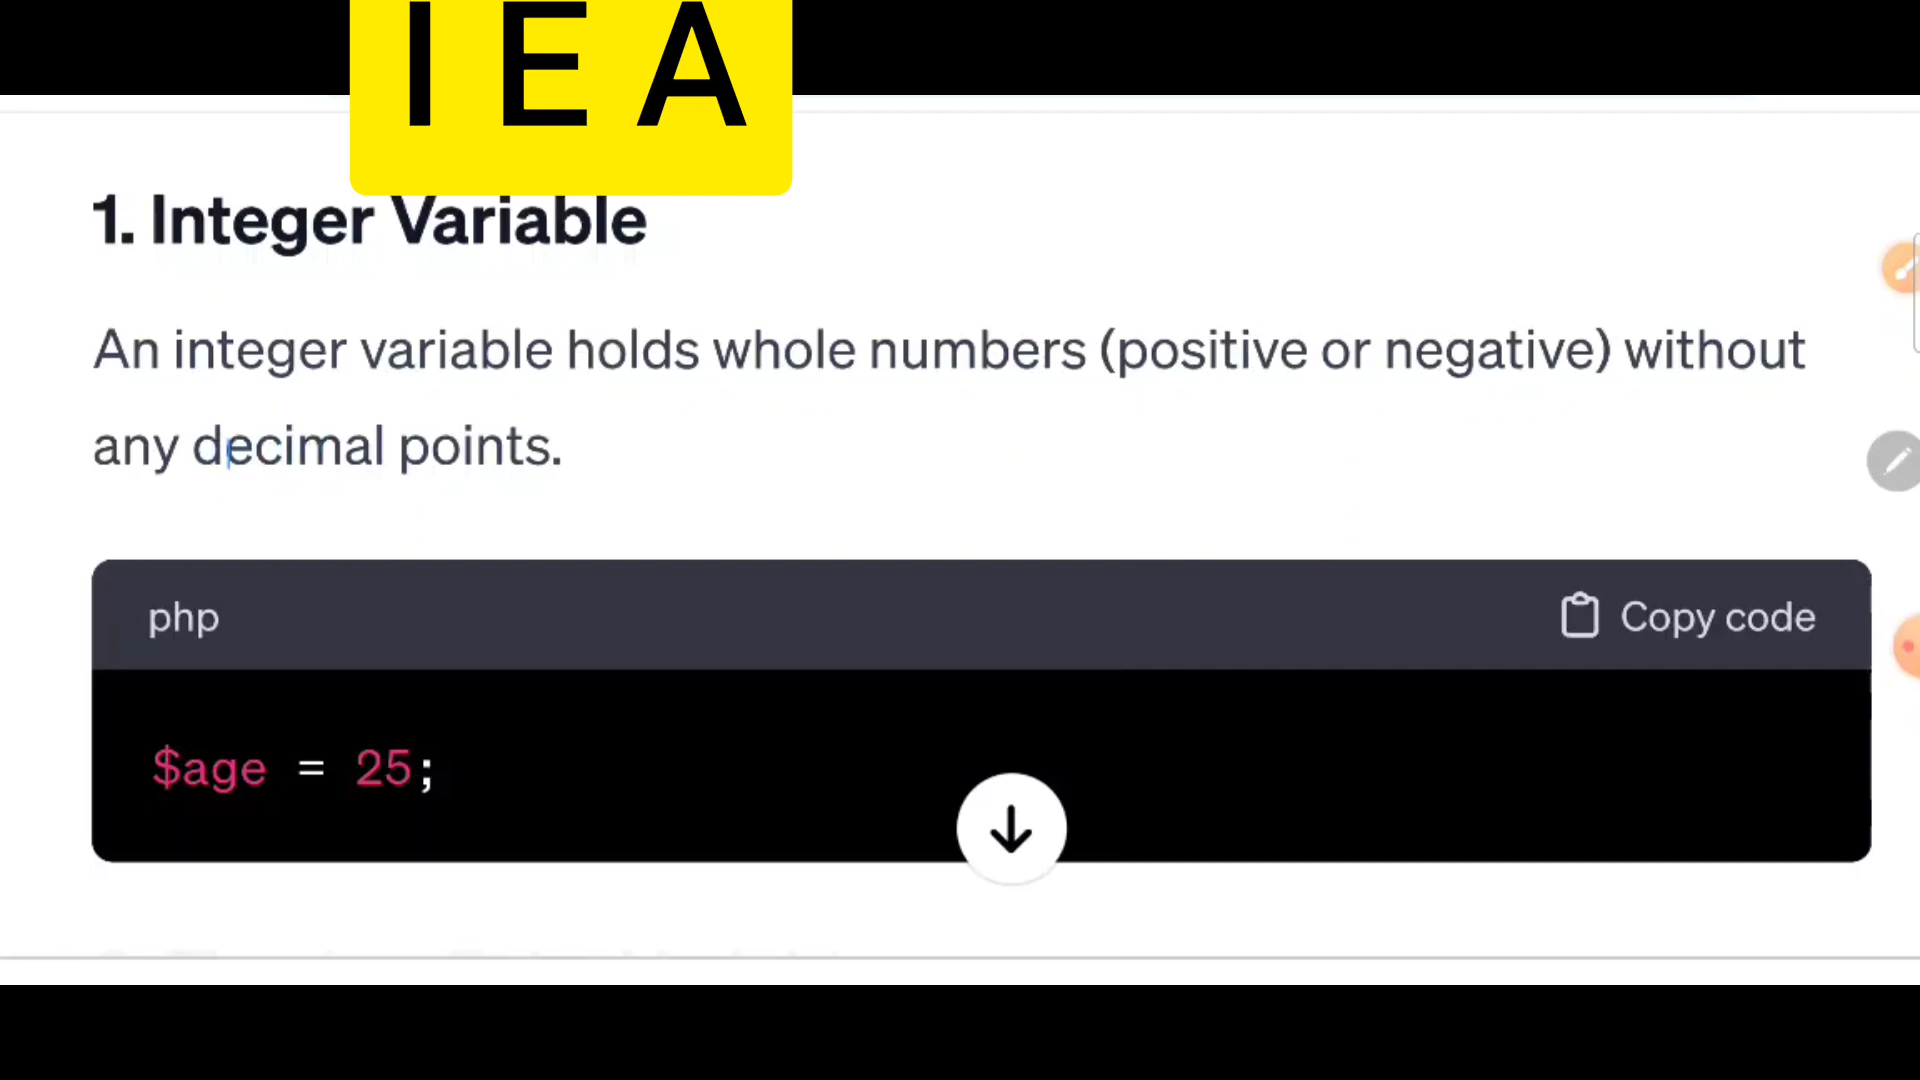 I E A
1. Integer Variable
An integer variable holds whole numbers (positive or negative) without
any decimal points.
php
Copy code
$age = 25;